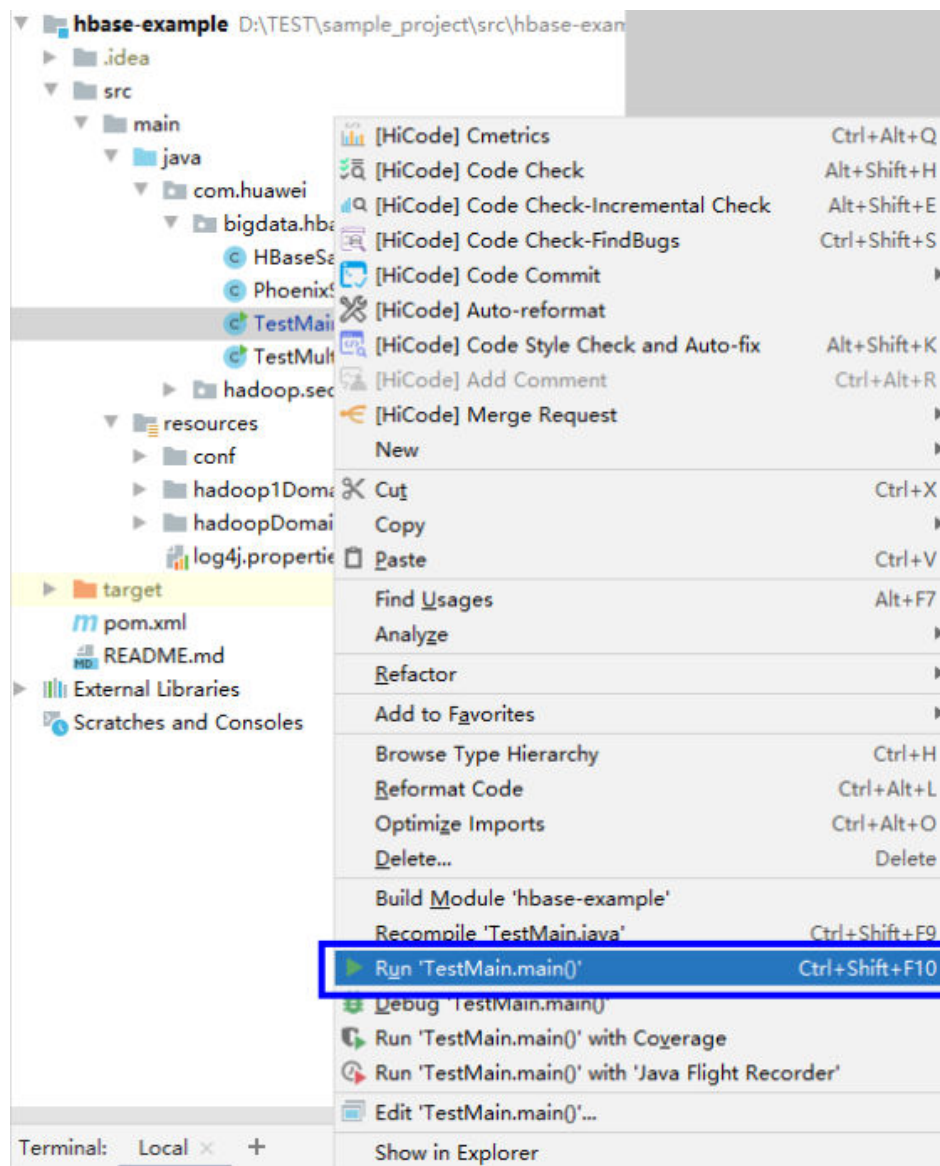 hbase-example D:\TEST\sample_project\src\hbase-exam
.idea
src
main
java
com.huawei
bigdata.hba
HBaseSa
PhoenixS
TestMai
TestMult
hadoop.sec
resources
conf
hadoop1Doma
hadoopDomai
log4j.propertie
target
pom.xml
README.md
External Libraries
Scratches and Consoles
[HiCode] Cmetrics Ctrl+Alt+Q
[HiCode] Code Check Alt+Shift+H
[HiCode] Code Check-Incremental Check Alt+Shift+E
[HiCode] Code Check-FindBugs Ctrl+Shift+S
[HiCode] Code Commit
[HiCode] Auto-reformat
[HiCode] Code Style Check and Auto-fix Alt+Shift+K
[HiCode] Add Comment Ctrl+Alt+R
[HiCode] Merge Request
New
Cut Ctrl+X
Copy
Paste Ctrl+V
Find Usages Alt+F7
Analyze
Refactor
Add to Favorites
Browse Type Hierarchy Ctrl+H
Reformat Code Ctrl+Alt+L
Optimize Imports Ctrl+Alt+O
Delete... Delete
Build Module 'hbase-example'
Recompile 'TestMain.java' Ctrl+Shift+F9
Run 'TestMain.main()' Ctrl+Shift+F10
Debug 'TestMain.main()'
Run 'TestMain.main()' with Coverage
Run 'TestMain.main()' with 'Java Flight Recorder'
Edit 'TestMain.main()'...
Show in Explorer
Terminal: Local × +